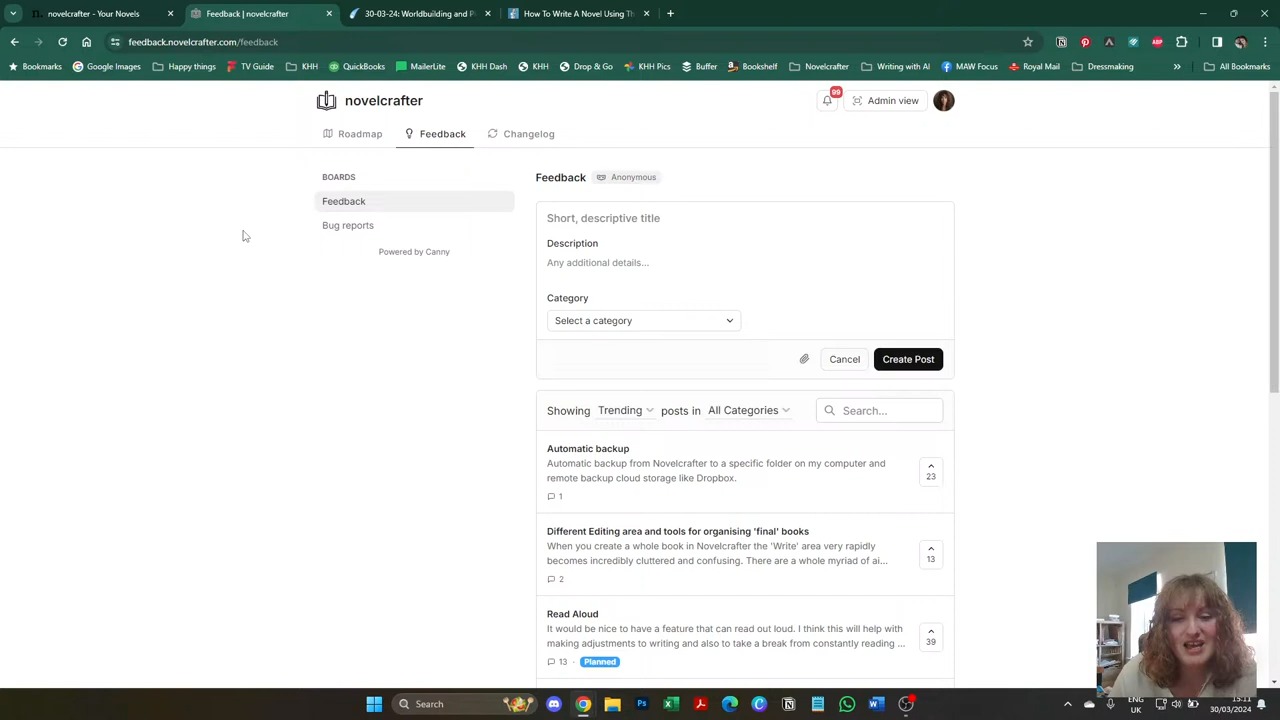 novelcrafter - Your Novels
Feedback | novelcrafter
30-03-24: Worldbuilding and P
How To Write A Novel Using Th
feedback.novelcrafter.com/feedback
Bookmarks
Google Images
Happy things
TV Guide
KHH
QuickBooks
MailerLite
KHH Dash
KHH
Drop & Go
KHH Pics
Buffer
Bookshelf
Novelcrafter
Writing with AI
MAW Focus
Royal Mail
Dressmaking
All Bookmarks
novelcrafter
99
Admin view
Roadmap
Feedback
Changelog
BOARDS
Feedback
Bug reports
Powered by Canny
Feedback
Anonymous
Short, descriptive title
Description
Any additional details...
Category
Select a category
Cancel
Create Post
Showing Trending posts in All Categories
Search...
Automatic backup
Automatic backup from Novelcrafter to a specific folder on my computer and
remote backup cloud storage like Dropbox.
23
1
Different Editing area and tools for organising 'final' books
When you create a whole book in Novelcrafter the 'Write' area very rapidly
becomes incredibly cluttered and confusing. There are a whole myriad of ai...
13
2
Read Aloud
It would be nice to have a feature that can read out loud. I think this will help with
making adjustments to writing and also to take a break from constantly reading ...
39
13 · Planned
Search
ENG
UK
15:11
30/03/2024